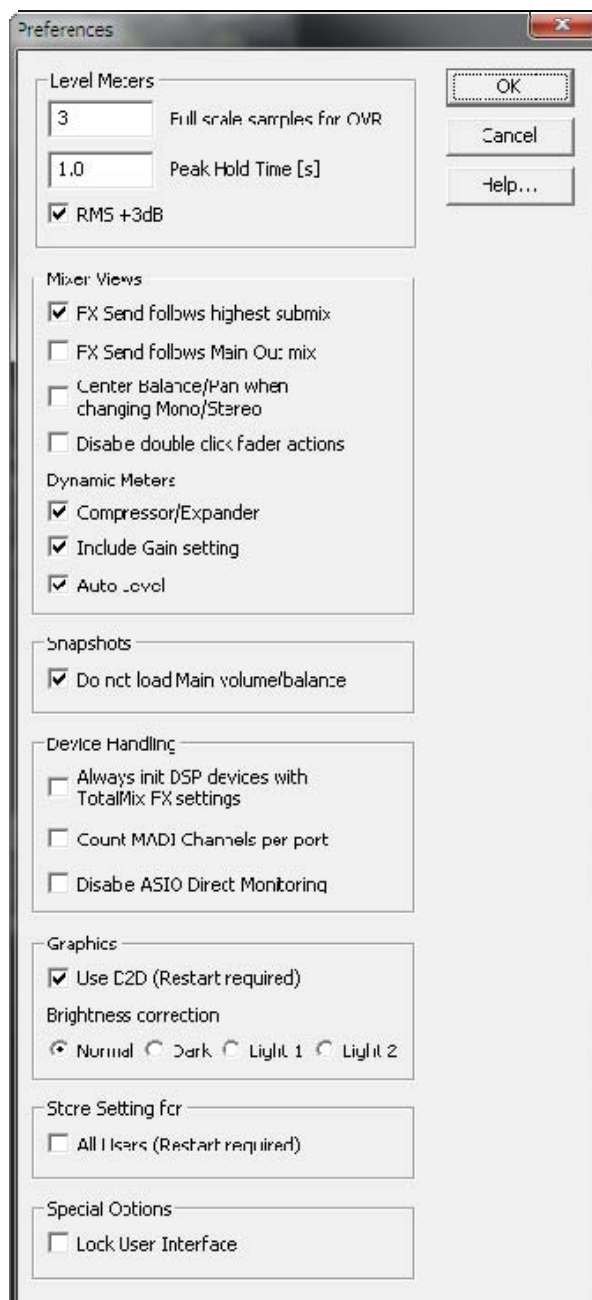 Preferences
Level Meters
3 Full scale samples for OVR
1.0 Peak Hold Time [s]
RMS +3dB
OK
Cancel
Help...
Mixer Views
FX Send follows highest submix
FX Send follows Main Out mix
Center Balance/Pan when
changing Mono/Stereo
Disabe double click fader actions
Dynamic Meters
Compressor/Expander
Include Gain setting
Auto Level
Snapshots
Do not load Main volume/balance
Device Handling
Always init DSP devices with
TotalMix FX settings
Count MADI Channels per port
Disabe ASIO Direct Monitoring
Graphics
Use D2D (Restart required)
Brightness correction
Normal Dark Light 1 Light 2
Store Setting for
All Users (Restart required)
Special Options
Lock User Interface